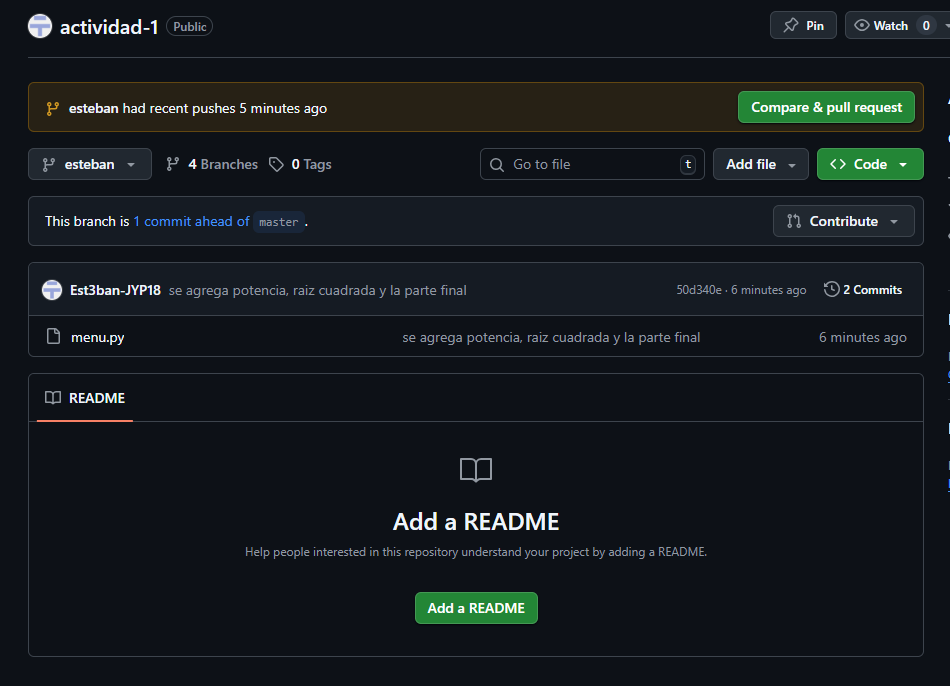 actividad-1 Public Pin Watch 0
esteban had recent pushes 5 minutes ago Compare & pull request
esteban 4 Branches 0 Tags Go to file t Add file Code
This branch is 1 commit ahead of master . Contribute
Est3ban-JYP18 se agrega potencia, raiz cuadrada y la parte final 50d340e · 6 minutes ago 2 Commits
menu.py se agrega potencia, raiz cuadrada y la parte final 6 minutes ago
README
Add a README
Help people interested in this repository understand your project by adding a README.
Add a README